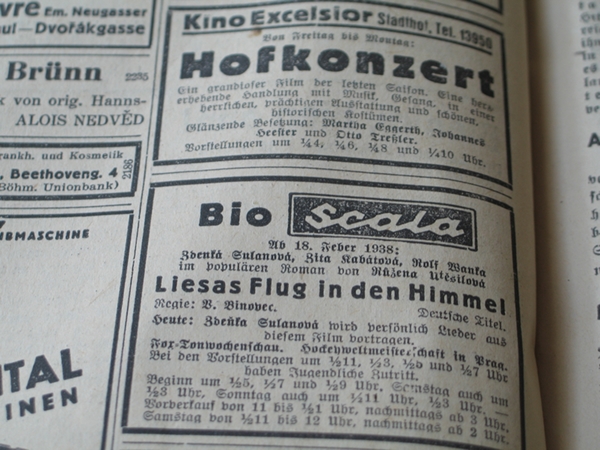 vre Em. Neugasser
ul—Dvořákgasse
Brünn 2235
k von orig. Hanns-
ALOIS NEDVĚD
rankh. und Kosmetik
, Beethoveng. 4
Böhm. Unionbank)
2186
IBMASCHINE
ITAL
INEN
Kino Excelsior Stadthof, Tel. 13950
Von Freitag bis Montag:
Hofkonzert
Ein grandioser Film der letzten Saison. Eine herz-
erhebende Handlung mit Musik, Gesang, in einer
herrlichen, prächtigen Ausstattung und schönen,
historischen Kostümen.
Glänzende Besetzung: Martha Eggerth, Johannes
Heester und Otto Treßler.
Vorstellungen um ¼4, ¼6, ¼8 und ¼10 Uhr.
Bio Scala
Ab 18. Feber 1938:
Zdenka Sulanová, Zita Kabátová, Rolf Wanka
im populären Roman von Růžena Utěšilová
Liesas Flug in den Himmel
Regie: V. Binovec. Deutsche Titel.
Heute: Zdeňka Sulanová wird persönlich Lieder aus
diesem Film vortragen.
Fox-Tonwochenschau. Hockeyweltmeisterschaft in Prag.
Bei den Vorstellungen um ½11, ½3, ½5 und ½7 Uhr
haben Jugendliche Zutritt.
Beginn um ½5, ½7 und ½9 Uhr, Samstag auch um
½3 Uhr, Sonntag auch um ½11 Uhr, ½3 Uhr. —
Vorverkauf von 11 bis ½1 Uhr, nachmittags ab 3 Uhr,
Samstag von ½11 bis 12 Uhr, nachmittags ab 2 Uhr.